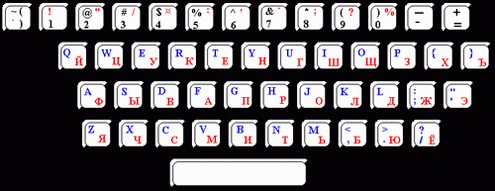 ~ ( ` ) ! 1 @ " 2 # / 3 $ ¤ 4 % : 5 ^ , 6 & . 7 * ; 8 ( ? 9 ) % 0 — - + =
Q Й W Ц E У R К T Е Y Н U Г I Ш O Щ P З { Х } Ъ
A Ф S Ы D В F А G П H Р J О K Л L Д : ; Ж " ' Э
Z Я X Ч C С V М B И N Т M Ь < , Б > . Ю ? / Ё